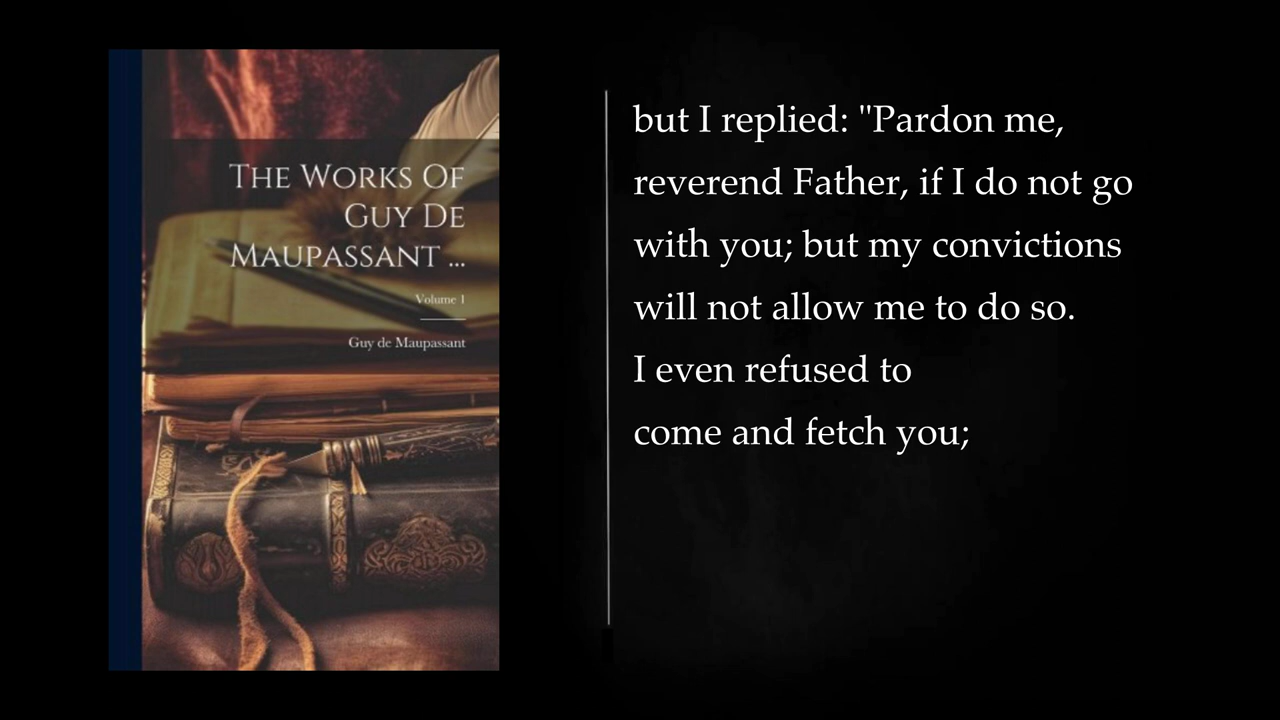 The Works Of
Guy De
Maupassant ...
Volume 1
Guy de Maupassant
but I replied: "Pardon me,
reverend Father, if I do not go
with you; but my convictions
will not allow me to do so.
I even refused to
come and fetch you;